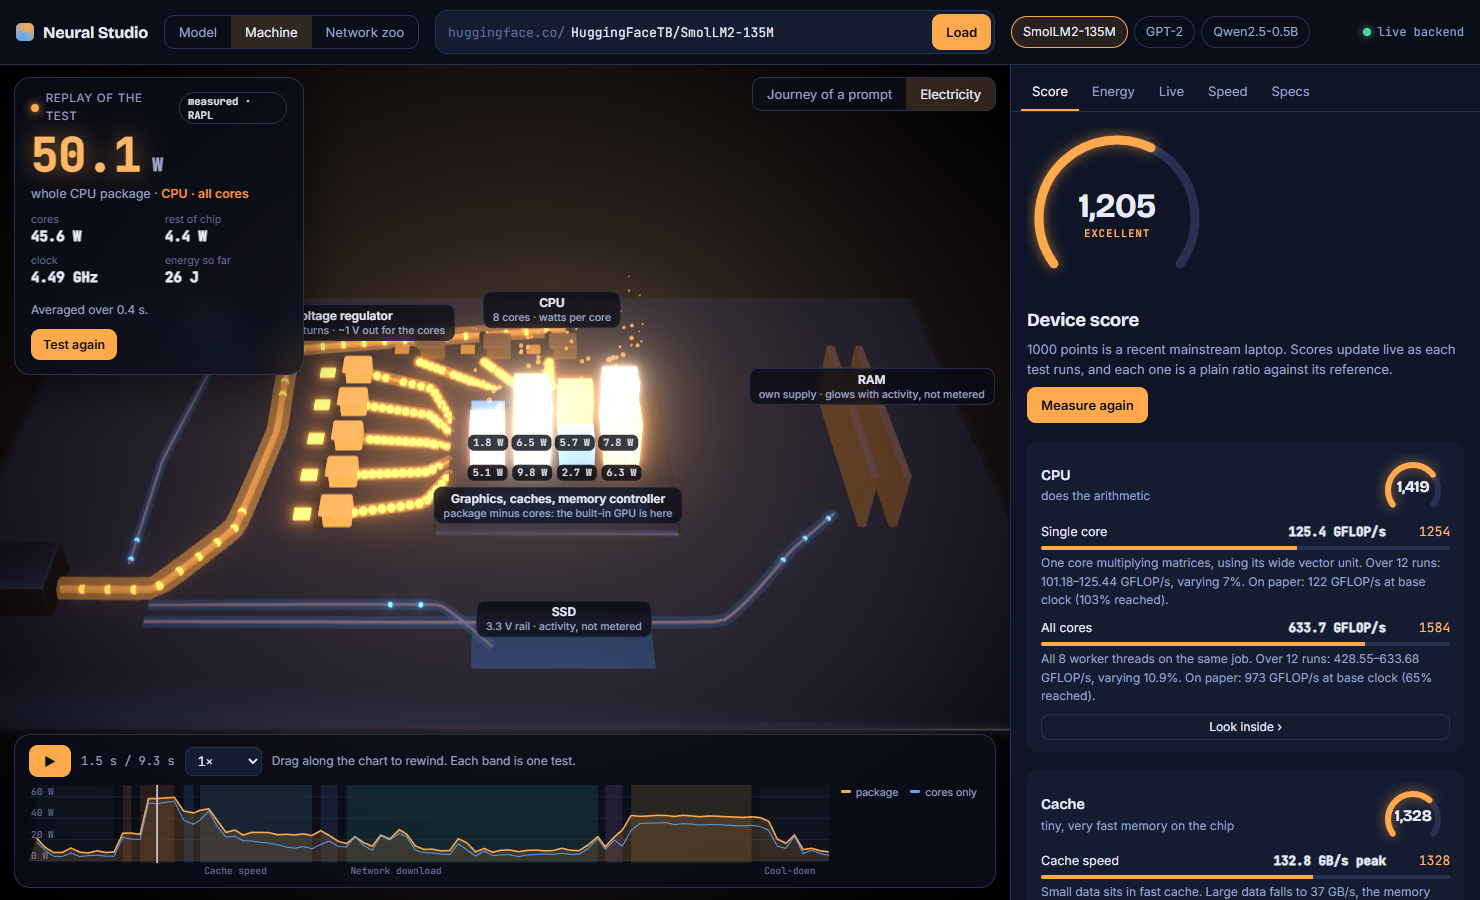 Neural Studio
Model
Machine
Network zoo
huggingface.co/ HuggingFaceTB/SmolLM2-135M
Load
SmolLM2-135M
GPT-2
Qwen2.5-0.5B
live backend
REPLAY OF THE TEST
measured · RAPL
50.1 W
whole CPU package · CPU · all cores
cores
rest of chip
45.6 W
4.4 W
clock
energy so far
4.49 GHz
26 J
Averaged over 0.4 s.
Test again
Journey of a prompt
Electricity
oltage regulator
turns · ~1 V out for the cores
CPU
8 cores · watts per core
RAM
own supply · glows with activity, not metered
1.8 W
6.5 W
5.7 W
7.8 W
5.1 W
9.8 W
2.7 W
6.3 W
Graphics, caches, memory controller
package minus cores: the built-in GPU is here
SSD
3.3 V rail · activity, not metered
1.5 s / 9.3 s
1×
Drag along the chart to rewind. Each band is one test.
60 W
40 W
20 W
0 W
package
cores only
Cache speed
Network download
Cool-down
Score
Energy
Live
Speed
Specs
1,205
EXCELLENT
Device score
1000 points is a recent mainstream laptop. Scores update live as each
test runs, and each one is a plain ratio against its reference.
Measure again
CPU
does the arithmetic
1,419
Single core
125.4 GFLOP/s
1254
One core multiplying matrices, using its wide vector unit. Over 12 runs:
101.18–125.44 GFLOP/s, varying 7%. On paper: 122 GFLOP/s at base
clock (103% reached).
All cores
633.7 GFLOP/s
1584
All 8 worker threads on the same job. Over 12 runs: 428.55–633.68
GFLOP/s, varying 10.9%. On paper: 973 GFLOP/s at base clock (65%
reached).
Look inside ›
Cache
tiny, very fast memory on the chip
1,328
Cache speed
132.8 GB/s peak
1328
Small data sits in fast cache. Large data falls to 37 GB/s, the memory